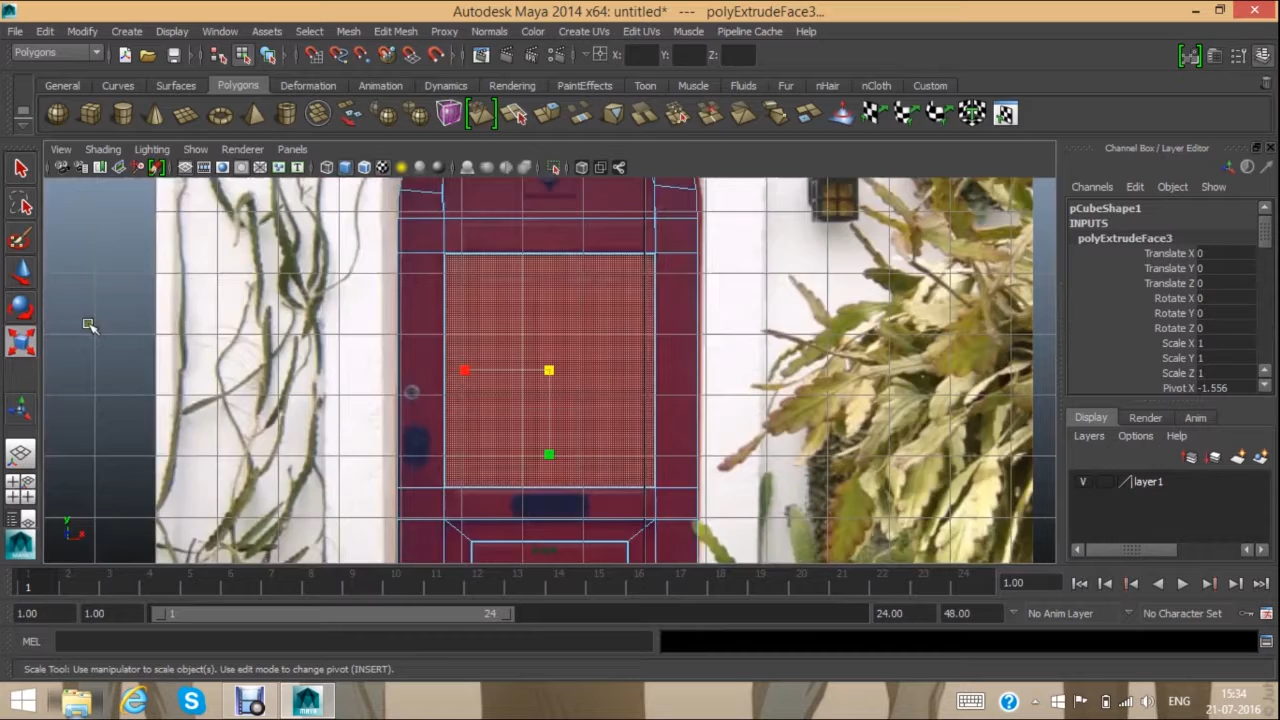 Autodesk Maya 2014 x64: untitled* --- polyExtrudeFace3...
File Edit Modify Create Display Window Assets Select Mesh Edit Mesh Proxy Normals Color Create UVs Edit UVs Muscle Pipeline Cache Help
Polygons X: Y: Z:
General Curves Surfaces Polygons Deformation Animation Dynamics Rendering PaintEffects Toon Muscle Fluids Fur nHair nCloth Custom
View Shading Lighting Show Renderer Panels
Channel Box / Layer Editor
Channels Edit Object Show
pCubeShape1
INPUTS
polyExtrudeFace3
Translate X 0
Translate Y 0
Translate Z 0
Rotate X 0
Rotate Y 0
Rotate Z 0
Scale X 1
Scale Y 1
Scale Z 1
Pivot X -1.556
Display Render Anim
Layers Options Help
V layer1
y
x
1 2 3 4 5 6 7 8 9 10 11 12 13 14 15 16 17 18 19 20 21 22 23 24
1 1.00
1.00 1.00 1 24 24.00 48.00 No Anim Layer No Character Set
MEL
Scale Tool: Use manipulator to scale object(s). Use edit mode to change pivot (INSERT).
ENG
15:34
21-07-2016